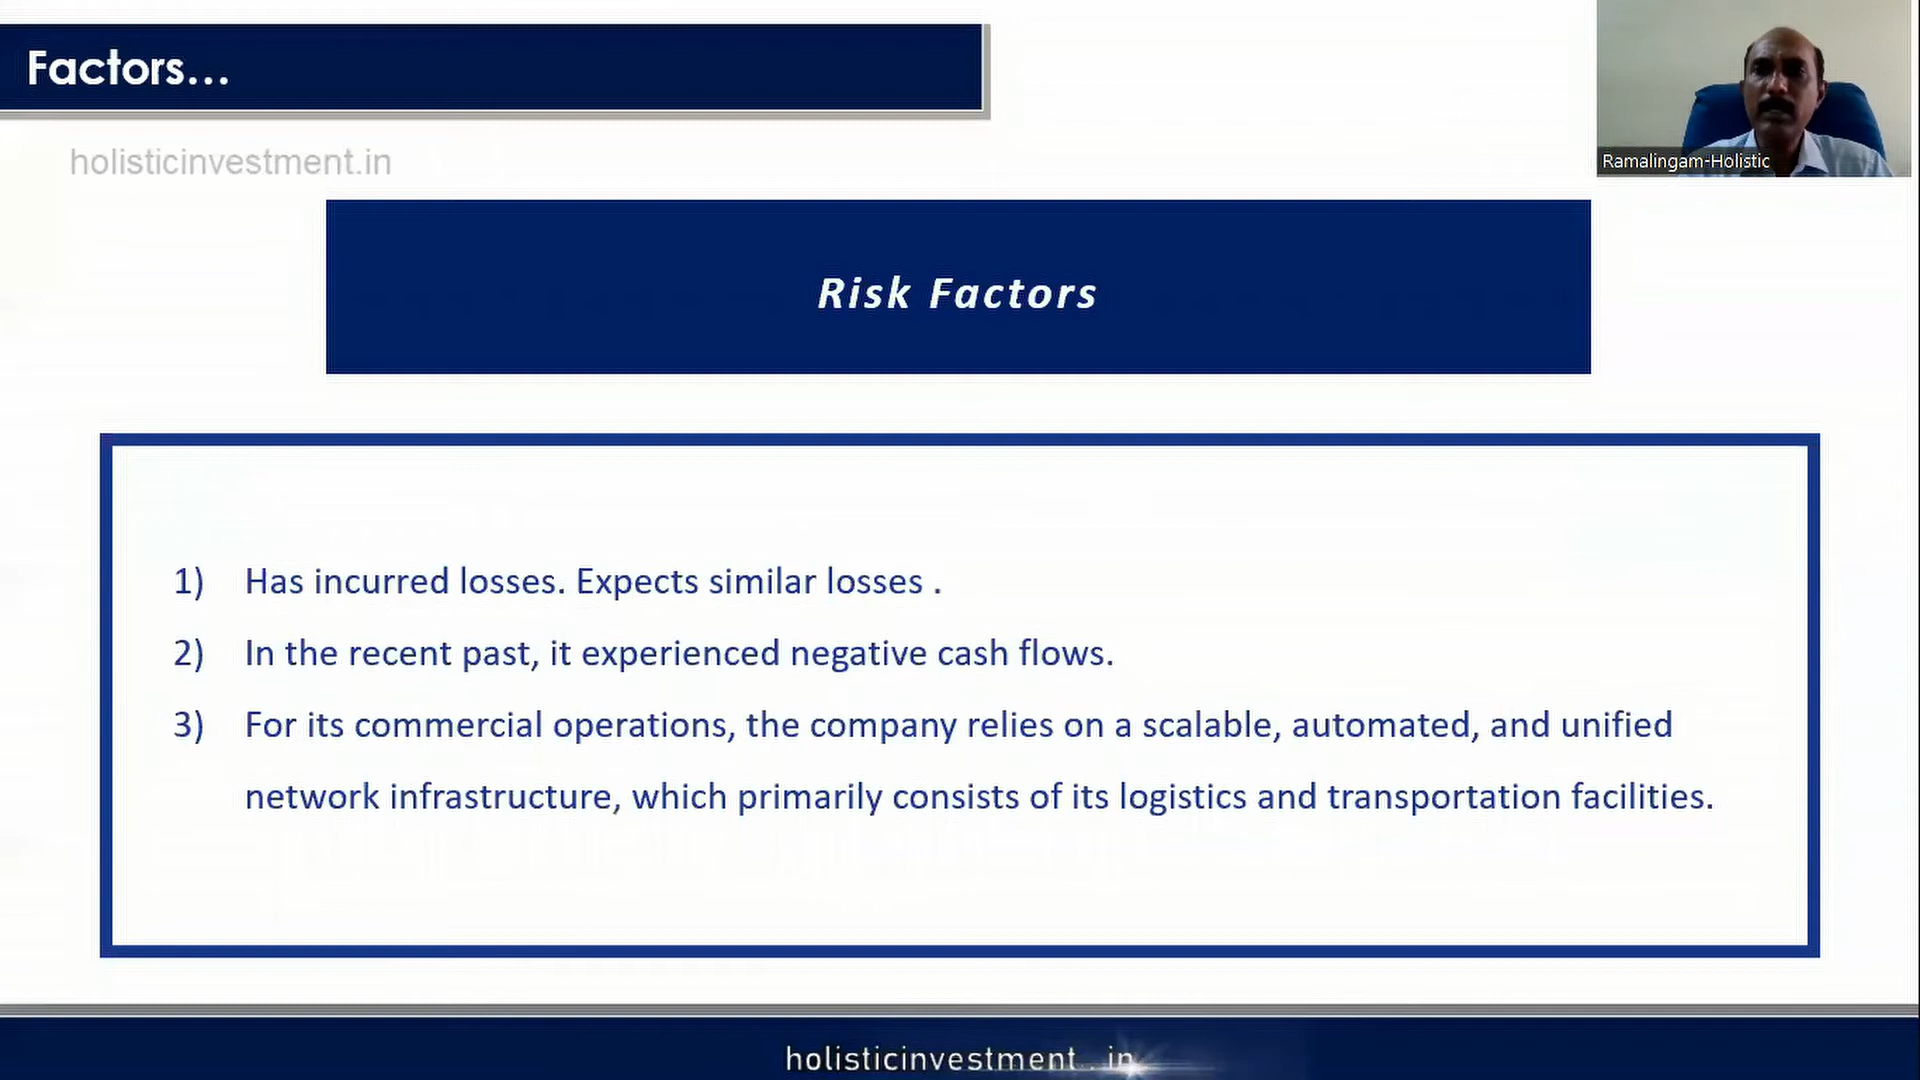 Factors...
holisticinvestment.in
Ramalingam-Holistic
Risk Factors
1) Has incurred losses. Expects similar losses .
2) In the recent past, it experienced negative cash flows.
3) For its commercial operations, the company relies on a scalable, automated, and unified
network infrastructure, which primarily consists of its logistics and transportation facilities.
holisticinvestment . in